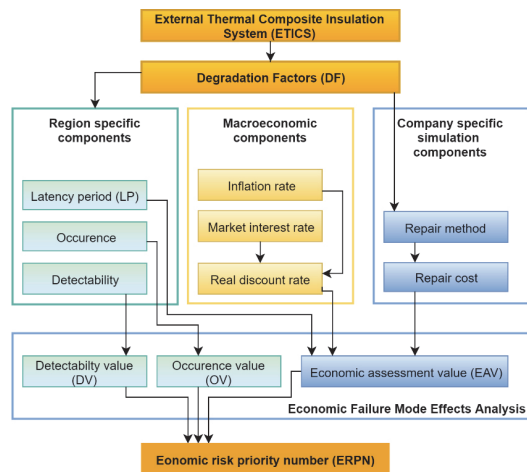 External Thermal Composite Insulation
System (ETICS)
Degradation Factors (DF)
Region specific
components
Macroeconomic
components
Company specific
simulation
components
Latency period (LP)
Occurence
Detectability
Inflation rate
Market interest rate
Real discount rate
Repair method
Repair cost
Detectabilty value
(DV)
Occurence value
(OV)
Economic assessment value (EAV)
Economic Failure Mode Effects Analysis
Eonomic risk priority number (ERPN)